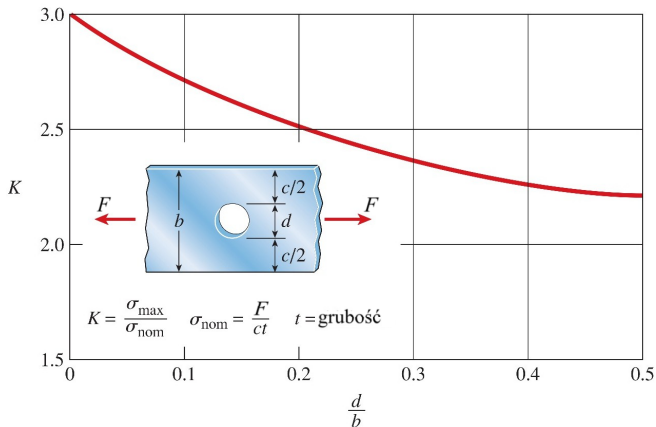 3.0
2.5
K
2.0
1.5
F
b
c/2
d
c/2
F
K = σmax/σnom σnom = F/ct t = grubość
0 0.1 0.2 0.3 0.4 0.5
d/b